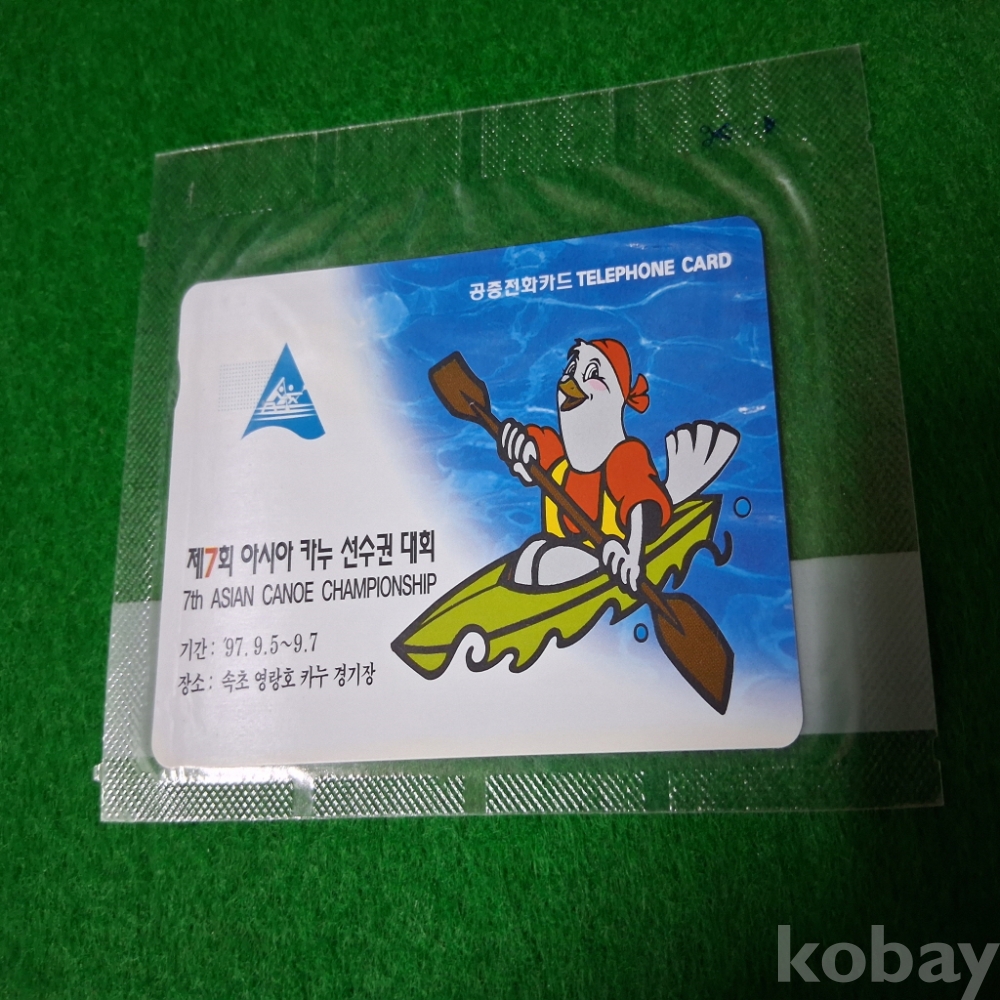 공중전화카드 TELEPHONE CARD
제7회 아시아 카누 선수권 대회
7th ASIAN CANOE CHAMPIONSHIP
기간 : '97. 9.5~9.7
장소 : 속초 영랑호 카누 경기장
kobay